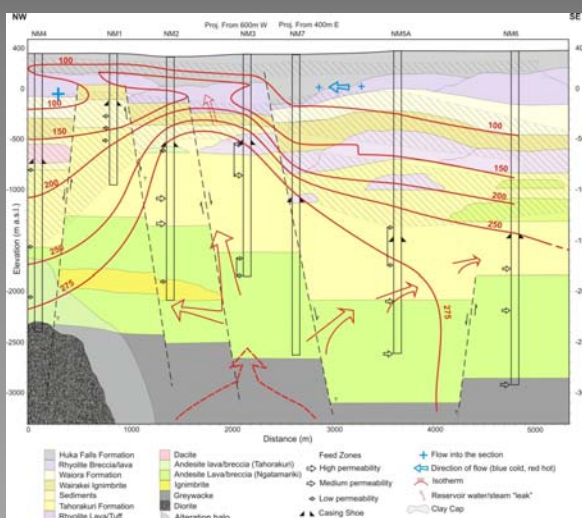 NW
Proj. From 600m W
Proj. From 400m E
SE
NM4
NM1
NM2
NM3
NM7
NM5A
NM6
400
400
0
0
-500
-1000
-1500
-2000
-2500
-3000
Elevation (m a.s.l.)
100
100
150
200
250
275
100
150
200
250
275
0
1000
2000
3000
4000
5000
Distance (m)
Huka Falls Formation
Rhyolite Breccia/lava
Waiora Formation
Wairakei Ignimbrite
Sediments
Tahorakuri Formation
Rhyolite Lava/Tuff
Dacite
Andesite lava/breccia (Tahorakuri)
Andesite Lava/breccia (Ngatamariki)
Ignimbrite
Greywacke
Diorite
Alteration halo
Feed Zones
High permeability
Medium permeability
Low permeability
Casing Shoe
Flow into the section
Direction of flow (blue cold, red hot)
Isotherm
Reservoir water/steam "leak"
Clay Cap